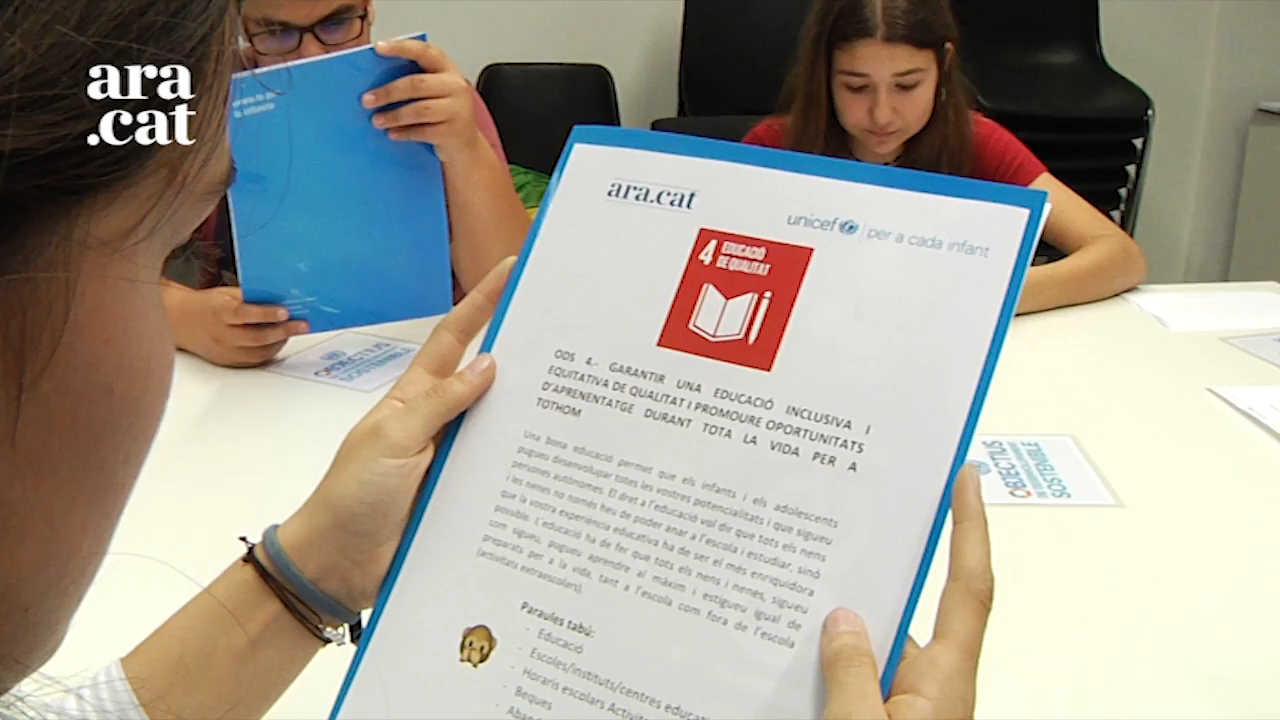 ara
.cat
ara.cat
unicef per a cada infant
4 EDUCACIÓ
DE QUALITAT
ODS 4.- GARANTIR UNA EDUCACIÓ INCLUSIVA I
EQUITATIVA DE QUALITAT I PROMOURE OPORTUNITATS
D'APRENENTATGE DURANT TOTA LA VIDA PER A
TOTHOM
Una bona educació permet que els infants i els adolescents
pugueu desenvolupar totes les vostres potencialitats i que sigueu
persones autònomes. El dret a l'educació vol dir que tots els nens
i les nenes no només heu de poder anar a l'escola i estudiar, sinó
que la vostra experiència educativa ha de ser el més enriquidora
possible. L'educació ha de fer que tots els nens i nenes, sigueu
com sigueu, pugueu aprendre al màxim i estigueu igual de
preparats per a la vida, tant a l'escola com fora de l'escola
(activitats extraescolars).
Paraules tabú:
- Educació
- Escoles/instituts/centres educati
- Horaris escolars Activit
- Beques
- Aband
OBJECTIUS
SOSTENIBLE
OBJECTIUS
DE DESENVOLUPAMENT
SOSTENIBLE